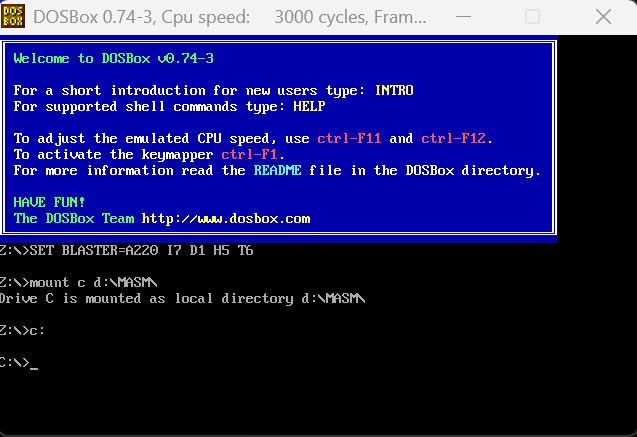 DOS
BOX
DOSBox 0.74-3, Cpu speed:     3000 cycles, Fram...
Welcome to DOSBox v0.74-3
For a short introduction for new users type: INTRO
For supported shell commands type: HELP
To adjust the emulated CPU speed, use ctrl-F11 and ctrl-F12.
To activate the keymapper ctrl-F1.
For more information read the README file in the DOSBox directory.
HAVE FUN!
The DOSBox Team http://www.dosbox.com
Z:\>SET BLASTER=A220 I7 D1 H5 T6
Z:\>mount c d:\MASM\
Drive C is mounted as local directory d:\MASM\
Z:\>c:
C:\>_